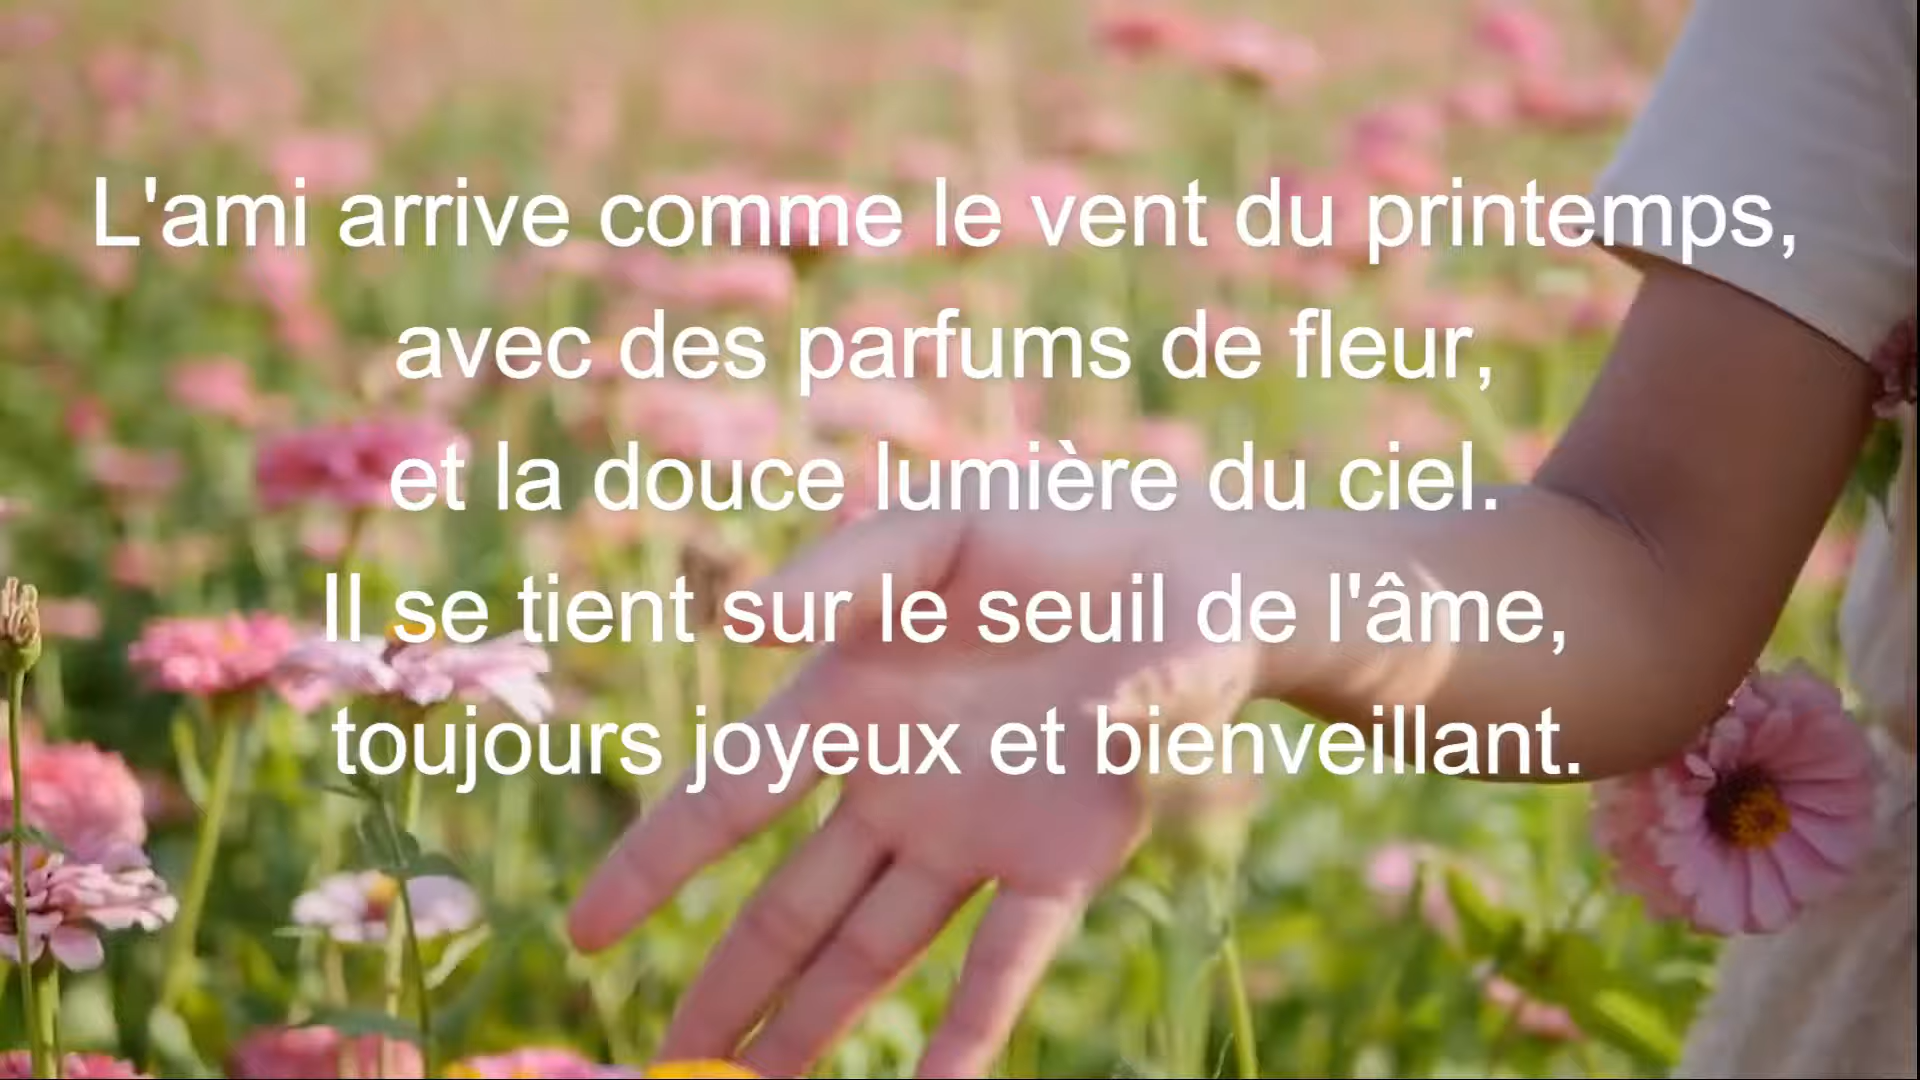 L'ami arrive comme le vent du printemps,
avec des parfums de fleur,
et la douce lumière du ciel.
Il se tient sur le seuil de l'âme,
toujours joyeux et bienveillant.